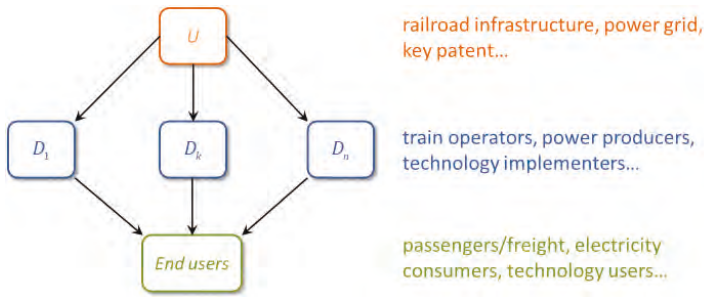 U
railroad infrastructure, power grid,
key patent...
D1
Dk
Dn
train operators, power producers,
technology implementers...
End users
passengers/freight, electricity
consumers, technology users...